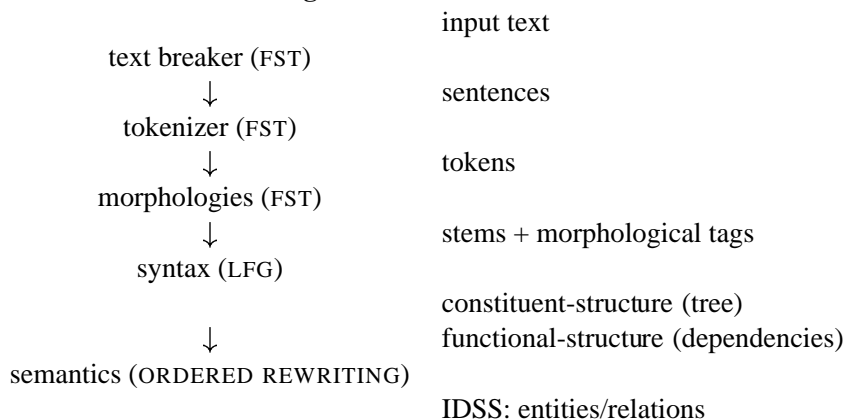 input text
text breaker (FST)
↓ sentences
tokenizer (FST)
↓ tokens
morphologies (FST)
↓ stems + morphological tags
syntax (LFG)
constituent-structure (tree)
↓ functional-structure (dependencies)
semantics (ORDERED REWRITING)
IDSS: entities/relations